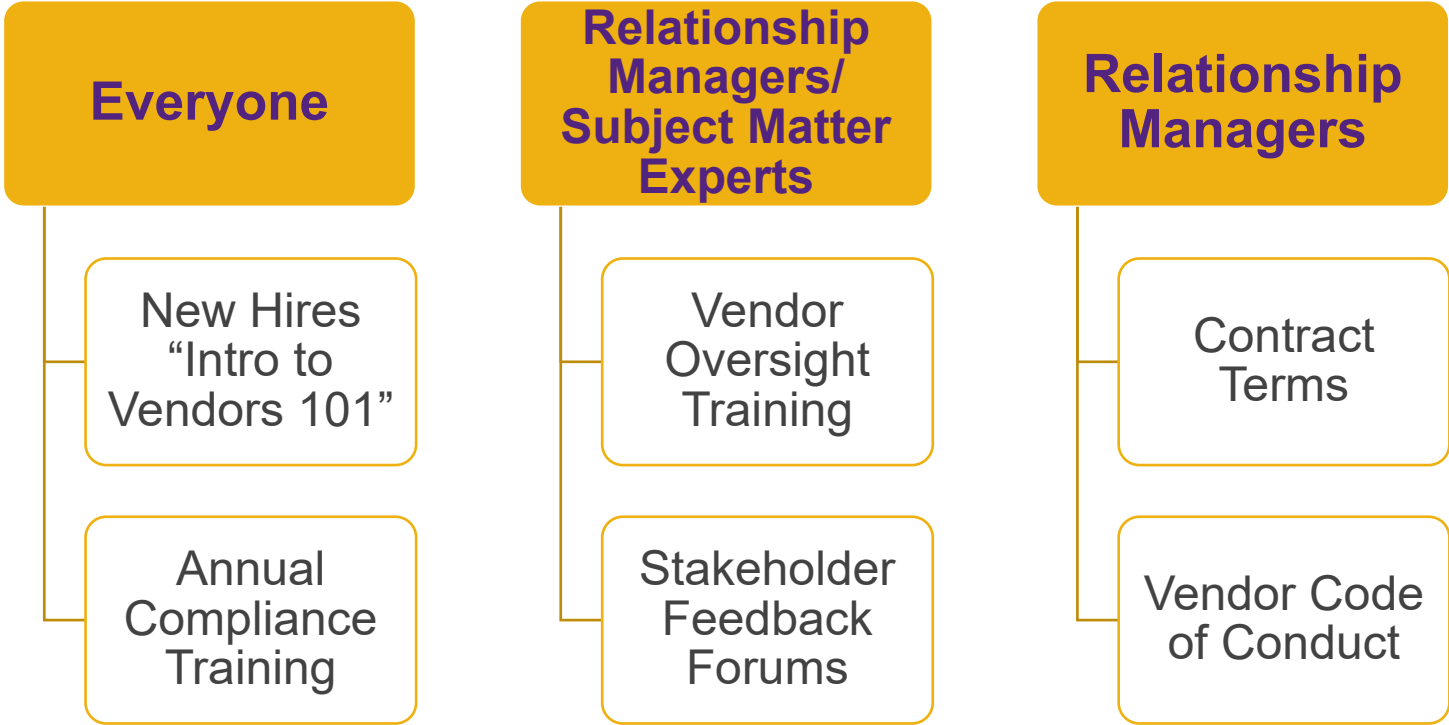 Everyone
New Hires
“Intro to
Vendors 101”
Annual
Compliance
Training
Relationship
Managers/
Subject Matter
Experts
Vendor
Oversight
Training
Stakeholder
Feedback
Forums
Relationship
Managers
Contract
Terms
Vendor Code
of Conduct